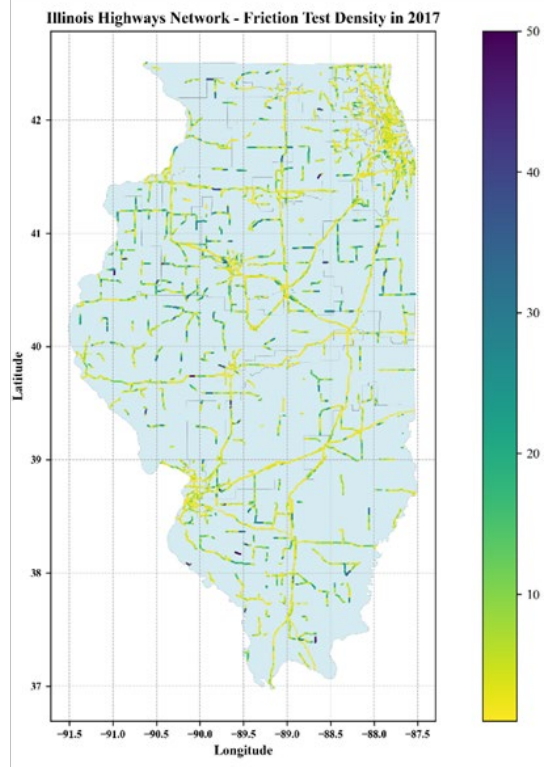 Illinois Highways Network - Friction Test Density in 2017
50
40
30
20
10
42
41
40
39
38
37
Latitude
−91.5 −91.0 −90.5 −90.0 −89.5 −89.0 −88.5 −88.0 −87.5
Longitude